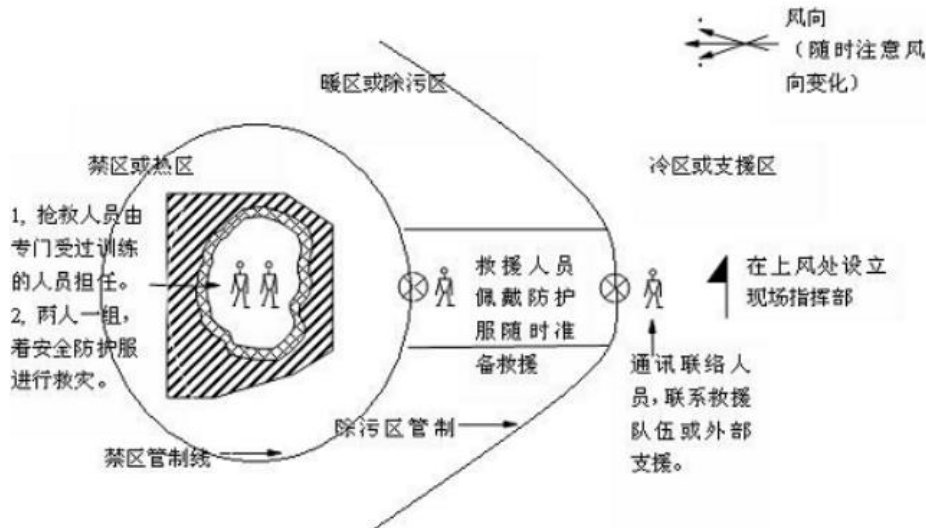 风向
（随时注意风
向变化）
暖区或除污区
禁区或热区
冷区或支援区
1, 抢救人员由
专门受过训练
的人员担任。
2, 两人一组，
着安全防护服
进行救灾。
救援人员
佩戴防护
服随时准
备救援
在上风处设立
现场指挥部
通讯联络人
员，联系救援
队伍或外部
支援。
除污区管制
禁区管制线